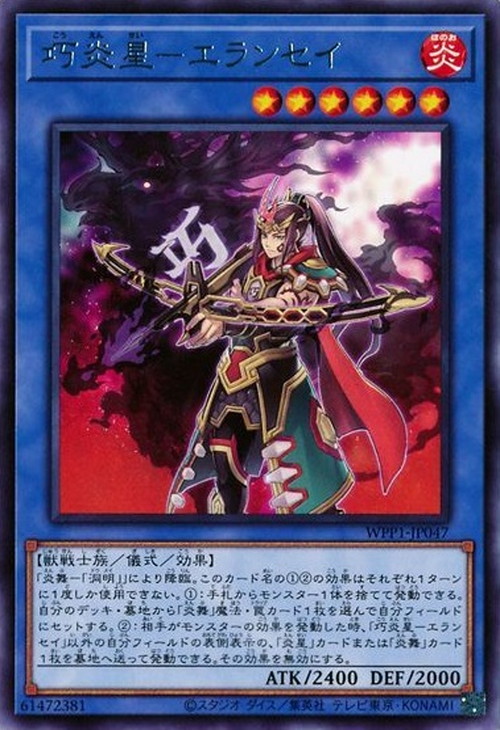 巧炎星－エランセイ
炎
巧
WPP1-JP047
【獣戦士族／儀式／効果】
「炎舞－「洞明」」により降臨。このカード名の①②の効果はそれぞれ1ターン
に1度しか使用できない。①：手札からモンスター1体を捨てて発動できる。
自分のデッキ・墓地から「炎舞」魔法・罠カード1枚を選んで自分フィールド
にセットする。②：相手がモンスターの効果を発動した時、「巧炎星－エラン
セイ」以外の自分フィールドの表側表示の、「炎星」カードまたは「炎舞」カード
1枚を墓地へ送って発動できる。その効果を無効にする。
ATK/2400 DEF/2000
61472381
©スタジオ・ダイス／集英社・テレビ東京・KONAMI